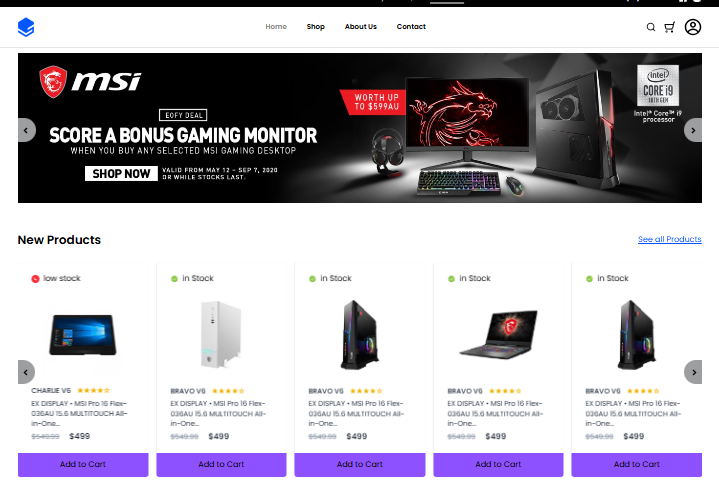 Home Shop About Us Contact
msi
EOFY DEAL
SCORE A BONUS GAMING MONITOR
WHEN YOU BUY ANY SELECTED MSI GAMING DESKTOP
SHOP NOW
VALID FROM MAY 12 – SEP 7, 2020
OR WHILE STOCKS LAST.
WORTH UP
TO $599AU
intel
CORE i9
10TH GEN
Intel® Core™ i9
processor
New Products
See all Products
low stock
CHARLIE V6
EX DISPLAY • MSI Pro 16 Flex-
036AU 15.6 MULTITOUCH All-
in-One...
$549.99 $499
Add to Cart
in Stock
BRAVO V6
EX DISPLAY • MSI Pro 16 Flex-
036AU 15.6 MULTITOUCH All-
in-One...
$549.99 $499
Add to Cart
in Stock
BRAVO V6
EX DISPLAY • MSI Pro 16 Flex-
036AU 15.6 MULTITOUCH All-
in-One...
$549.99 $499
Add to Cart
in Stock
BRAVO V6
EX DISPLAY • MSI Pro 16 Flex-
036AU 15.6 MULTITOUCH All-
in-One...
$549.99 $499
Add to Cart
in Stock
BRAVO V6
EX DISPLAY • MSI Pro 16 Flex-
036AU 15.6 MULTITOUCH All-
in-One...
$549.99 $499
Add to Cart